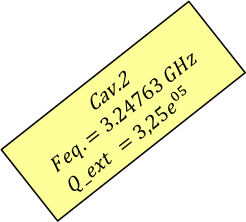 Cav.2
Feq. = 3.24763 GHz
Q_ext = 3,25e⁰⁵